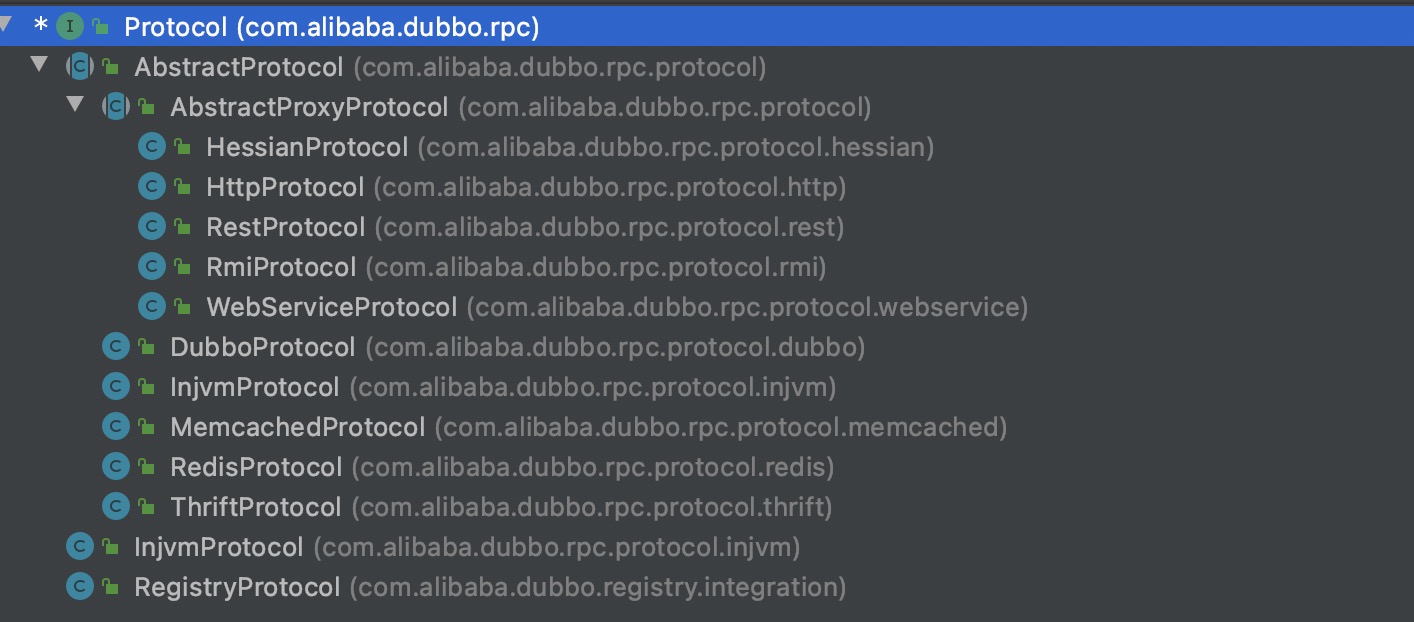 * I Protocol (com.alibaba.dubbo.rpc)
C AbstractProtocol (com.alibaba.dubbo.rpc.protocol)
C AbstractProxyProtocol (com.alibaba.dubbo.rpc.protocol)
C HessianProtocol (com.alibaba.dubbo.rpc.protocol.hessian)
C HttpProtocol (com.alibaba.dubbo.rpc.protocol.http)
C RestProtocol (com.alibaba.dubbo.rpc.protocol.rest)
C RmiProtocol (com.alibaba.dubbo.rpc.protocol.rmi)
C WebServiceProtocol (com.alibaba.dubbo.rpc.protocol.webservice)
C DubboProtocol (com.alibaba.dubbo.rpc.protocol.dubbo)
C InjvmProtocol (com.alibaba.dubbo.rpc.protocol.injvm)
C MemcachedProtocol (com.alibaba.dubbo.rpc.protocol.memcached)
C RedisProtocol (com.alibaba.dubbo.rpc.protocol.redis)
C ThriftProtocol (com.alibaba.dubbo.rpc.protocol.thrift)
C InjvmProtocol (com.alibaba.dubbo.rpc.protocol.injvm)
C RegistryProtocol (com.alibaba.dubbo.registry.integration)